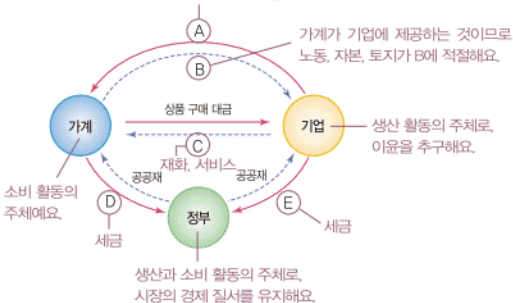 A
가계가 기업에 제공하는 것이므로
노동, 자본, 토지가 B에 적절해요.
B
상품 구매 대금
가계
기업
생산 활동의 주체로,
이윤을 추구해요.
C
재화, 서비스
공공재
공공재
소비 활동의
주체예요.
D
E
정부
세금
세금
생산과 소비 활동의 주체로,
시장의 경제 질서를 유지해요.